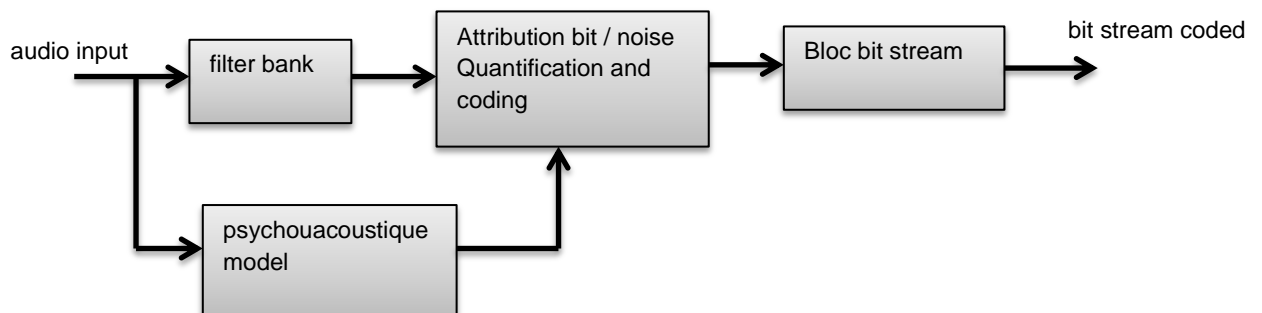 audio input
filter bank
Attribution bit / noise
Quantification and
coding
Bloc bit stream
bit stream coded
psychouacoustique
model